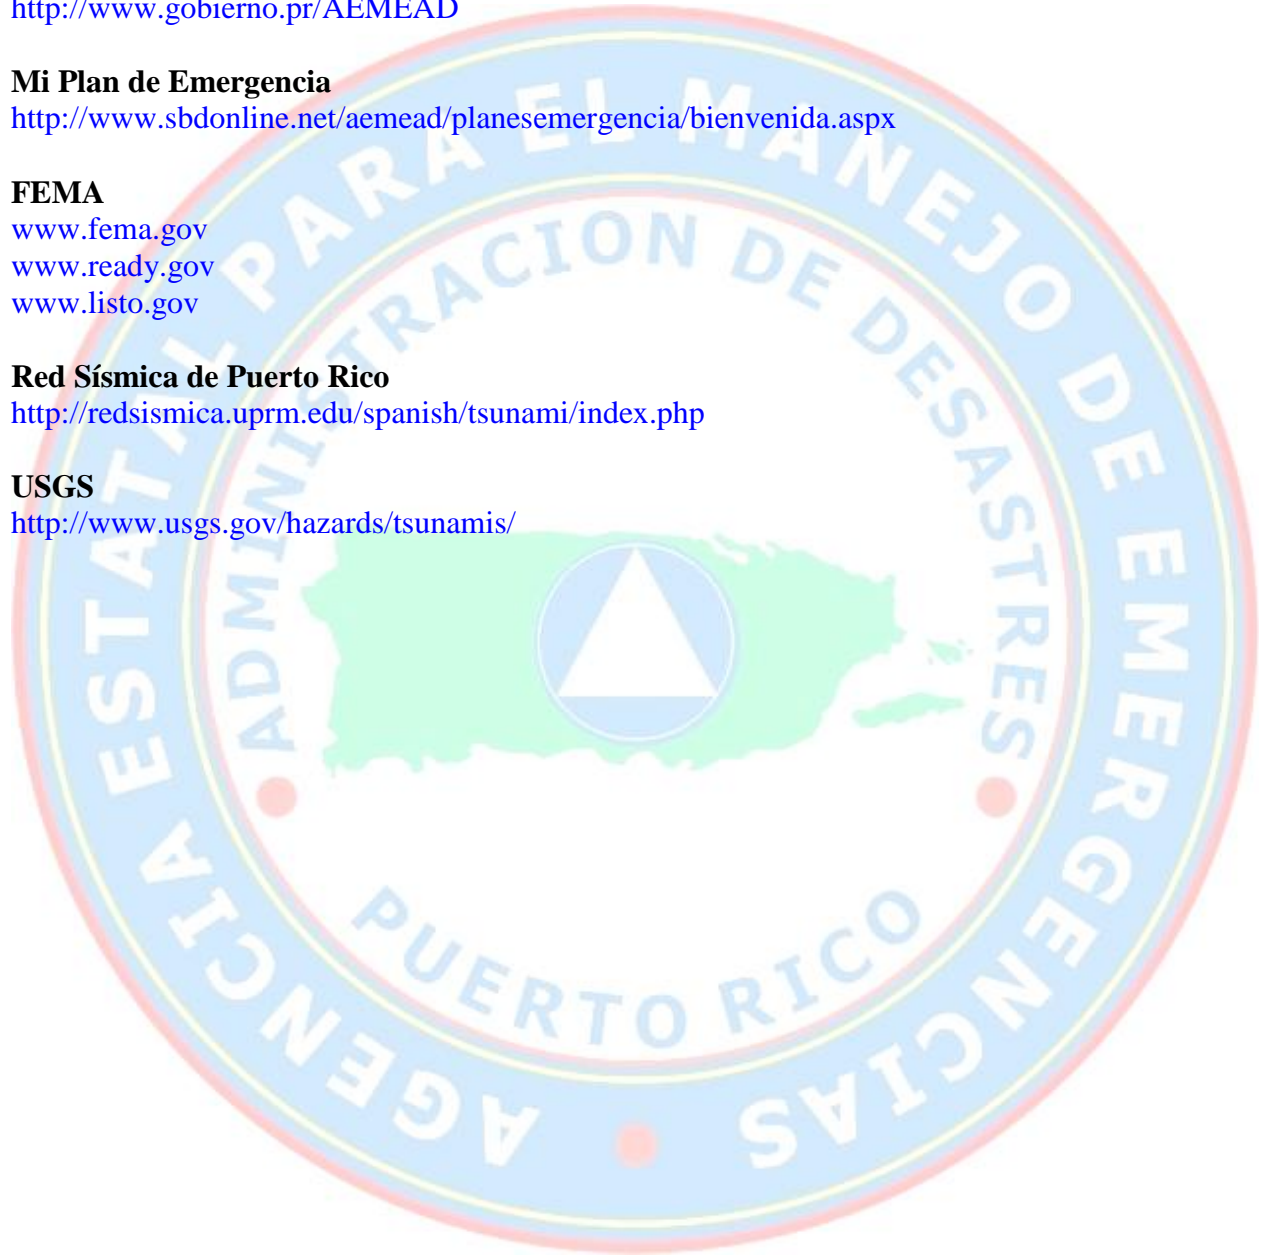 http://www.gobierno.pr/AEMEAD
Mi Plan de Emergencia
http://www.sbdonline.net/aemead/planesemergencia/bienvenida.aspx
FEMA
www.fema.gov
www.ready.gov
www.listo.gov
Red Sísmica de Puerto Rico
http://redsismica.uprm.edu/spanish/tsunami/index.php
USGS
http://www.usgs.gov/hazards/tsunamis/
AGENCIA ESTATAL PARA EL MANEJO DE EMERGENCIAS
ADMINISTRACION DE DESASTRES
PUERTO RICO